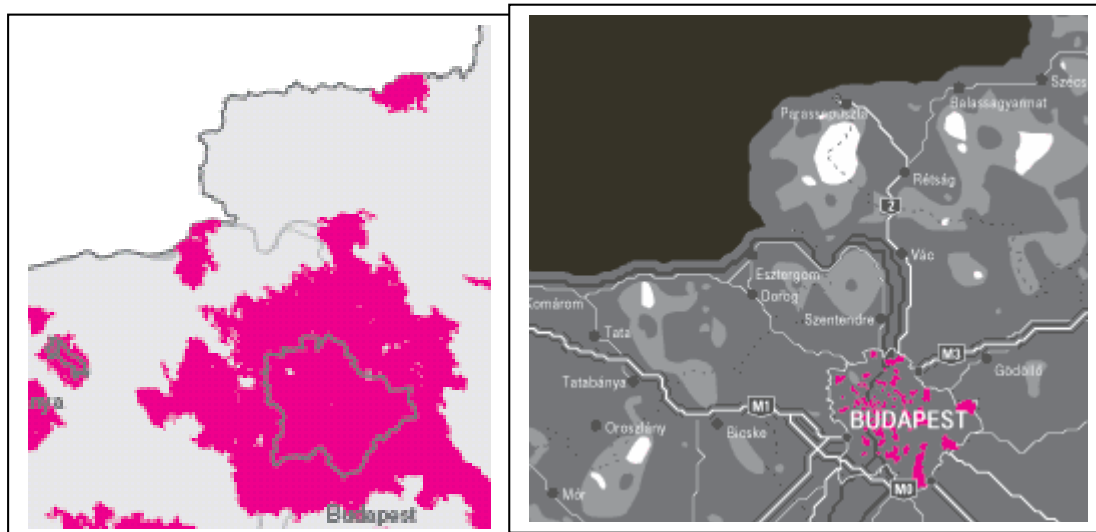 Budapest
Szécs
Balassagyarmat
Parassapuszta
Rétság
2
Vác
Esztergom
Komárom
Dorog
Szentendre
Tata
M3
Gödöllő
Tatabánya
M1
BUDAPEST
Oroszlány
Bicske
M0
Mór